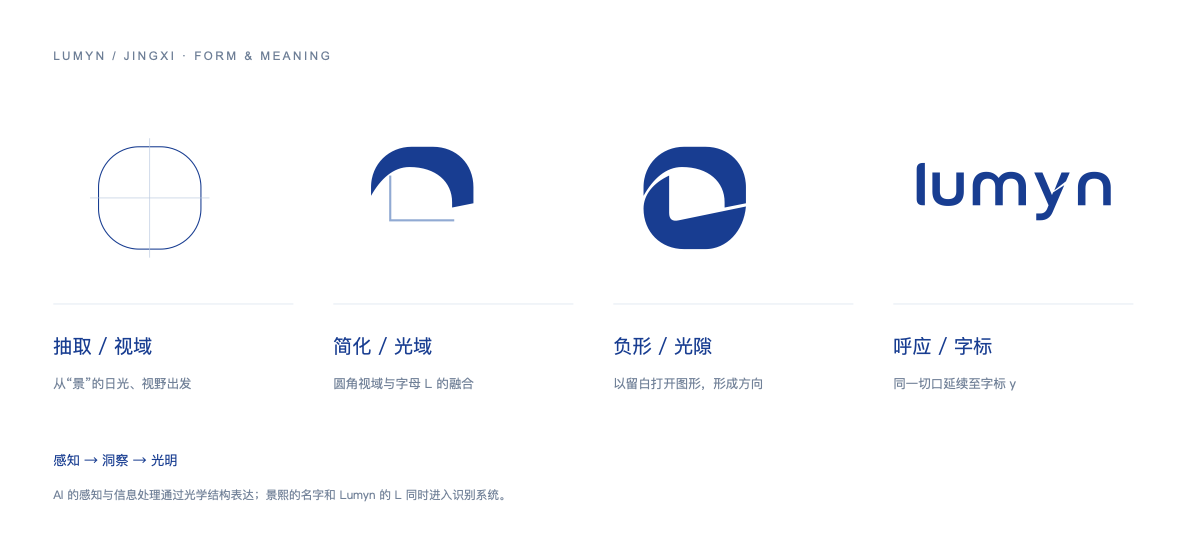 LUMYN / JINGXI · FORM & MEANING
lumyn
抽取 / 视域
从“景”的日光、视野出发
简化 / 光域
圆角视域与字母 L 的融合
负形 / 光隙
以留白打开图形，形成方向
呼应 / 字标
同一切口延续至字标 y
感知 → 洞察 → 光明
AI 的感知与信息处理通过光学结构表达；景熙的名字和 Lumyn 的 L 同时进入识别系统。